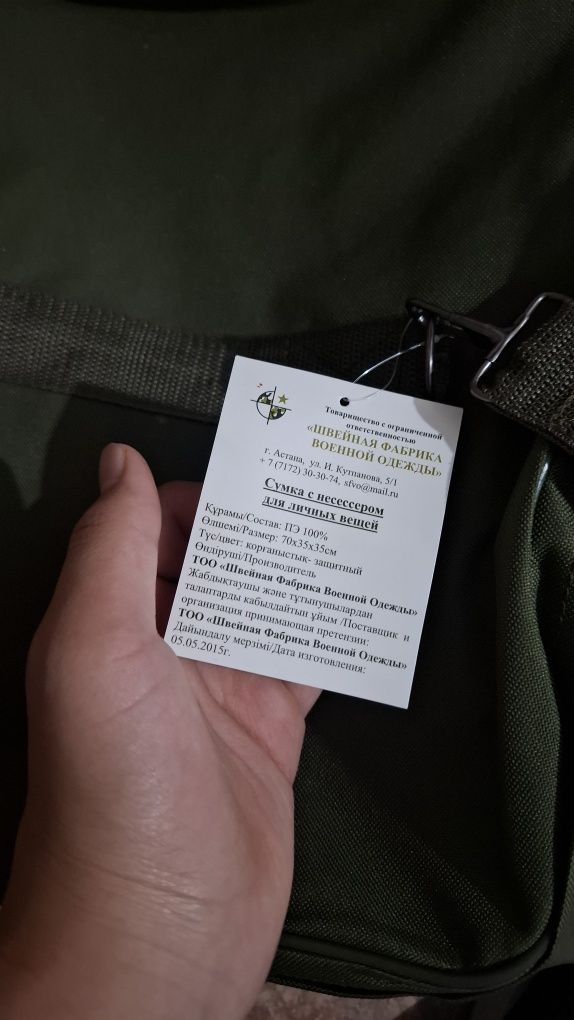 Товарищество с ограниченной
ответственностью
«ШВЕЙНАЯ ФАБРИКА
ВОЕННОЙ ОДЕЖДЫ»
г. Астана, ул. И. Кутпанова, 5/1
+ 7 (7172) 30-30-74, sfvo@mail.ru
Сумка с несессером
для личных вещей
Құрамы/Состав: ПЭ 100%
Өлшемі/Размер: 70х35х35см
Түс/цвет: корғаныстық- защитный
Өндіруші/Производитель
ТОО «Швейная Фабрика Военной Одежды»
Жабдықтаушы және тұтынушылардан
талаптарды кабылдайтын ұйым /Поставщик и
организация принимающая претензии:
ТОО «Швейная Фабрика Военной Одежды»
Дайындалу мерзімі/Дата изготовления:
05.05.2015г.